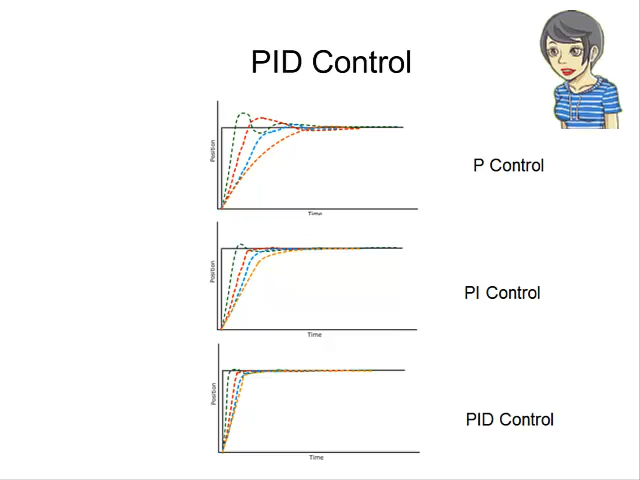 PID Control
Position
Time
P Control
Position
Time
PI Control
Position
Time
PID Control